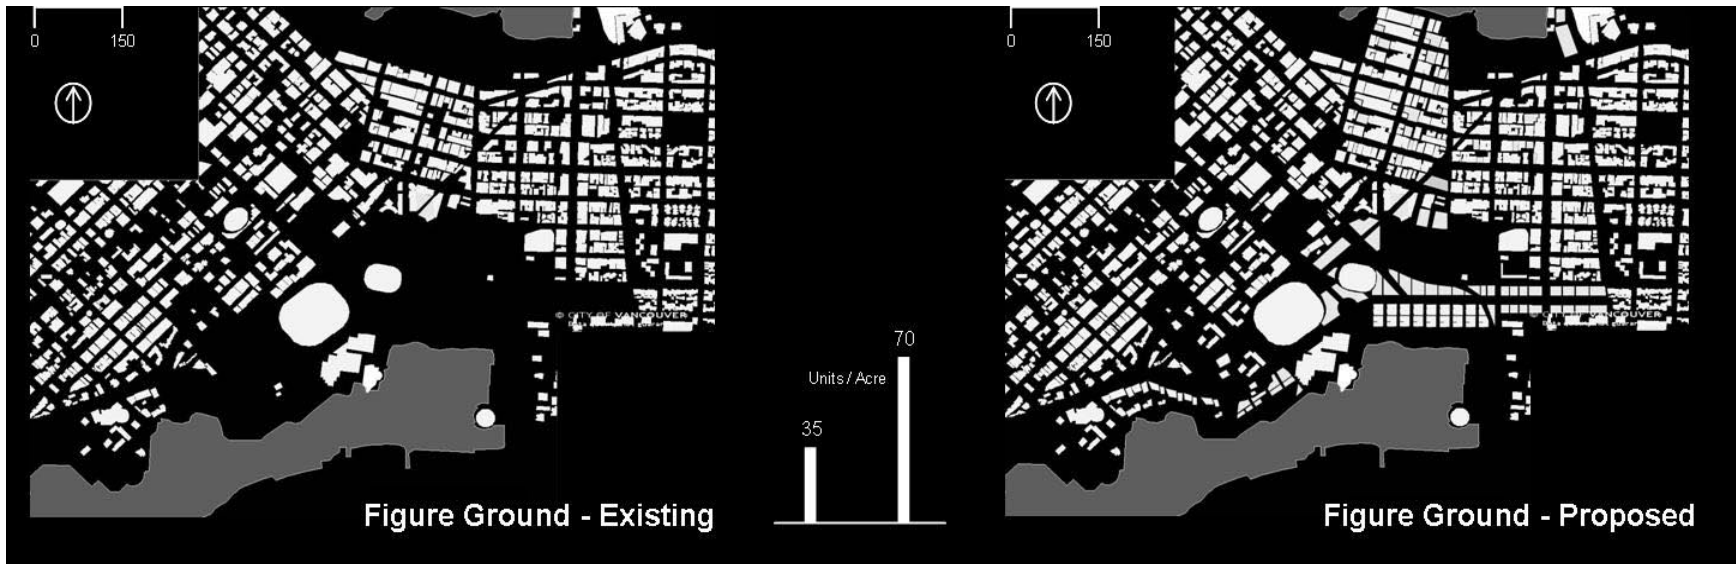 0 150
0 150
© CITY OF VANCOUVER
© CITY OF VANCOUVER
70
Units / Acre
35
Figure Ground - Existing
Figure Ground - Proposed